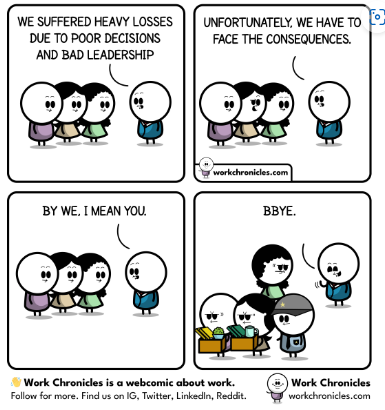 WE SUFFERED HEAVY LOSSES
DUE TO POOR DECISIONS
AND BAD LEADERSHIP
UNFORTUNATELY, WE HAVE TO
FACE THE CONSEQUENCES.
workchronicles.com
BY WE, I MEAN YOU.
BBYE.
👋 Work Chronicles is a webcomic about work.
Follow for more. Find us on IG, Twitter, LinkedIn, Reddit.
Work Chronicles
workchronicles.com